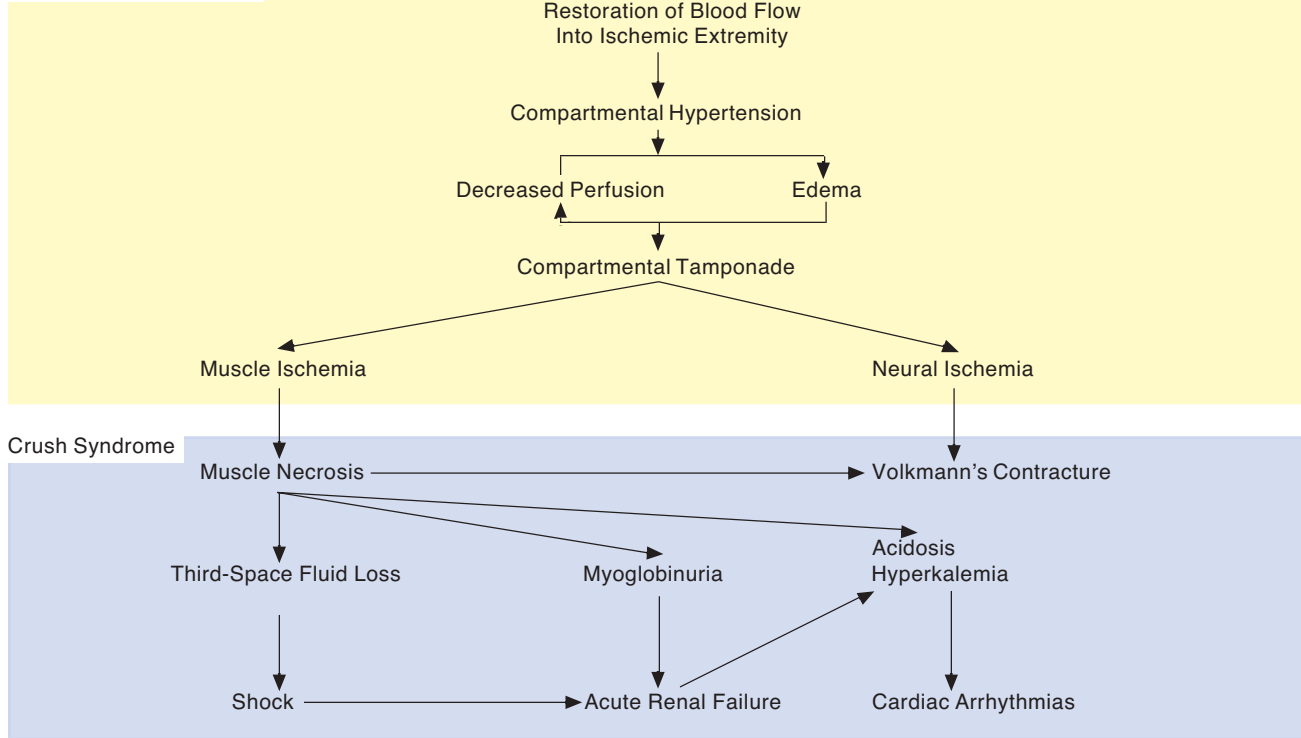 Restoration of Blood Flow
Into Ischemic Extremity
Compartmental Hypertension
Decreased Perfusion
Edema
Compartmental Tamponade
Muscle Ischemia
Neural Ischemia
Crush Syndrome
Muscle Necrosis
Volkmann's Contracture
Third-Space Fluid Loss
Myoglobinuria
Acidosis
Hyperkalemia
Shock
Acute Renal Failure
Cardiac Arrhythmias